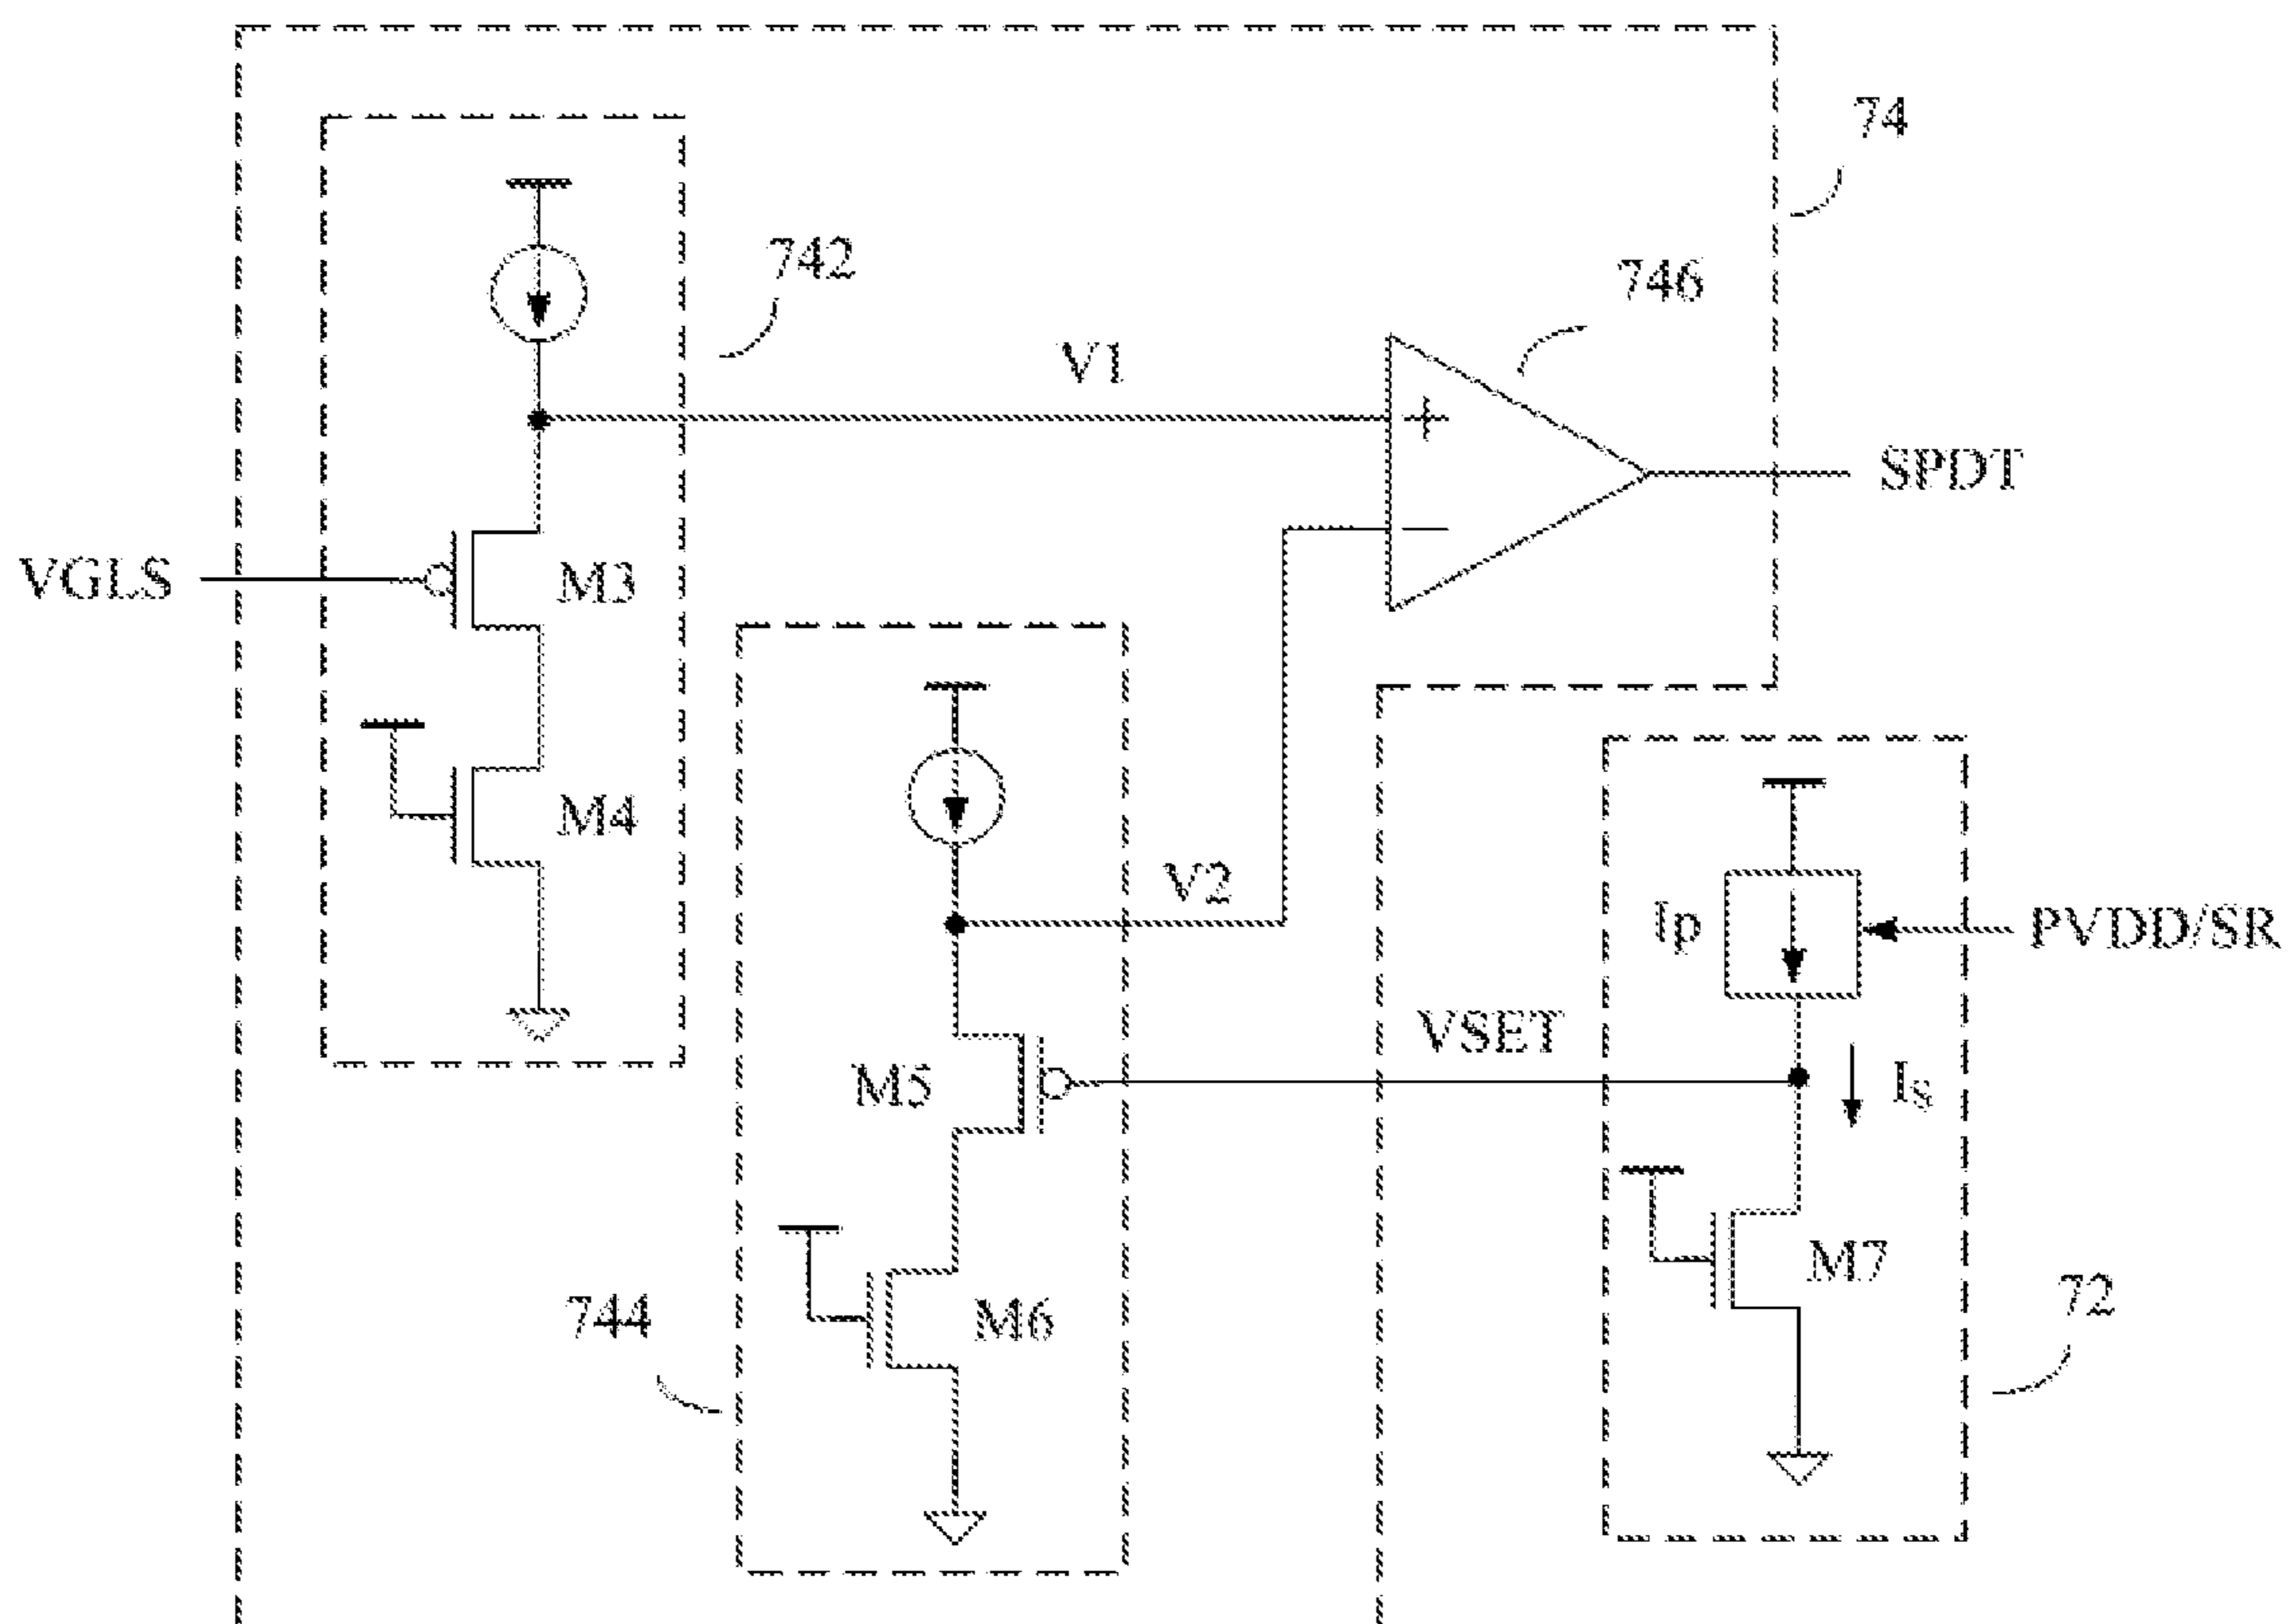 74
742
746
V1
+
SPDT
−
VGLS
M3
M4
V2
Ip
PVDD/SR
VSET
M5
Is
M7
744
M6
72